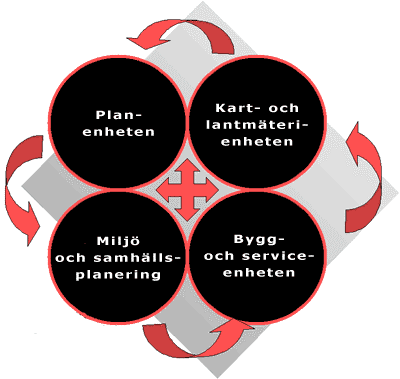 Plan-
enheten
Kart- och
lantmäteri-
enheten
Miljö
och samhälls-
planering
Bygg-
och service-
enheten